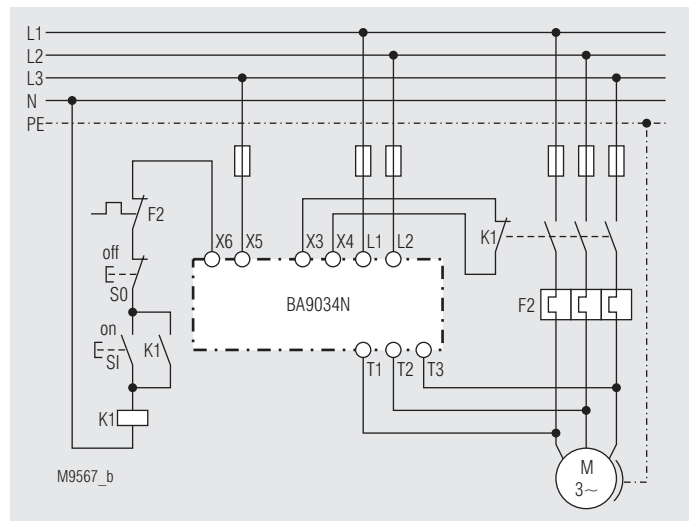 L1
L2
L3
N
PE
F2
X6 X5 X3 X4 L1 L2
K1
off
S0
BA9034N
F2
on
SI
K1
T1 T2 T3
K1
M
3~
M9567_b